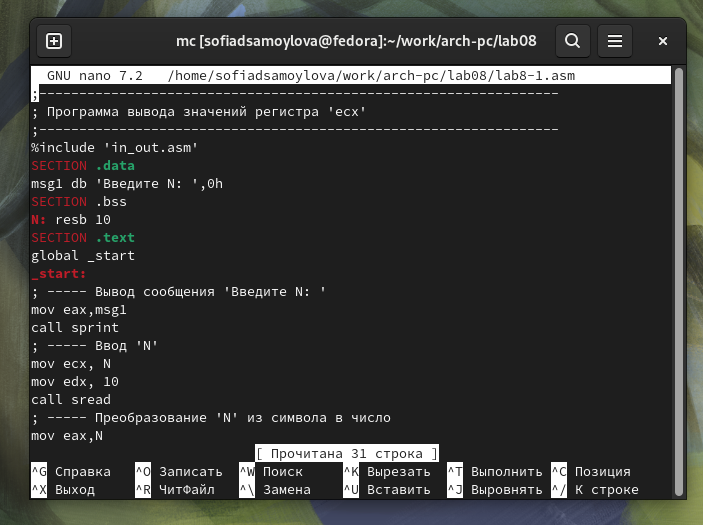 mc [sofiadsamoylova@fedora]:~/work/arch-pc/lab08
GNU nano 7.2 /home/sofiadsamoylova/work/arch-pc/lab08/lab8-1.asm
;-----------------------------------------------------------------
; Программа вывода значений регистра 'ecx'
;-----------------------------------------------------------------
%include 'in_out.asm'
SECTION .data
msg1 db 'Введите N: ',0h
SECTION .bss
N: resb 10
SECTION .text
global _start
_start:
; ----- Вывод сообщения 'Введите N: '
mov eax,msg1
call sprint
; ----- Ввод 'N'
mov ecx, N
mov edx, 10
call sread
; ----- Преобразование 'N' из символа в число
mov eax,N
[ Прочитана 31 строка ]
^G Справка ^O Записать ^W Поиск ^K Вырезать ^T Выполнить ^C Позиция
^X Выход ^R ЧитФайл ^\ Замена ^U Вставить ^J Выровнять ^/ К строке